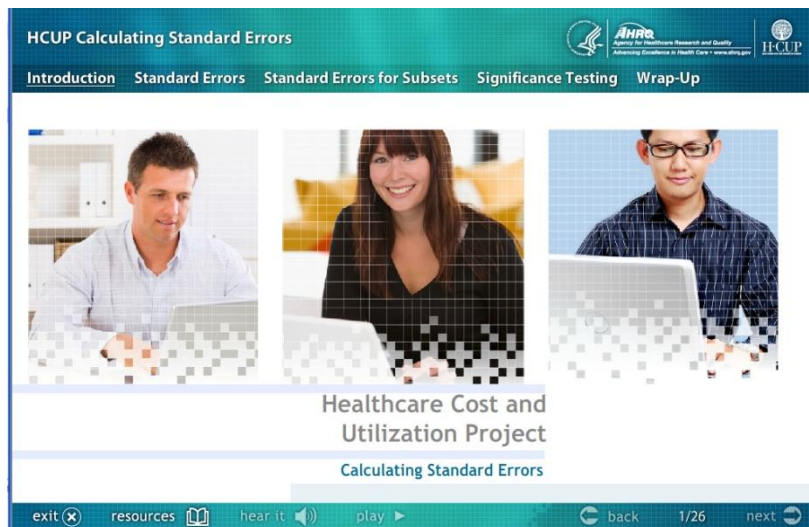 HCUP Calculating Standard Errors
AHRQ
Agency for Healthcare Research and Quality
Advancing Excellence in Health Care • www.ahrq.gov
H·CUP
Introduction Standard Errors Standard Errors for Subsets Significance Testing Wrap-Up
Healthcare Cost and
Utilization Project
Calculating Standard Errors
exit resources hear it play back 1/26 next